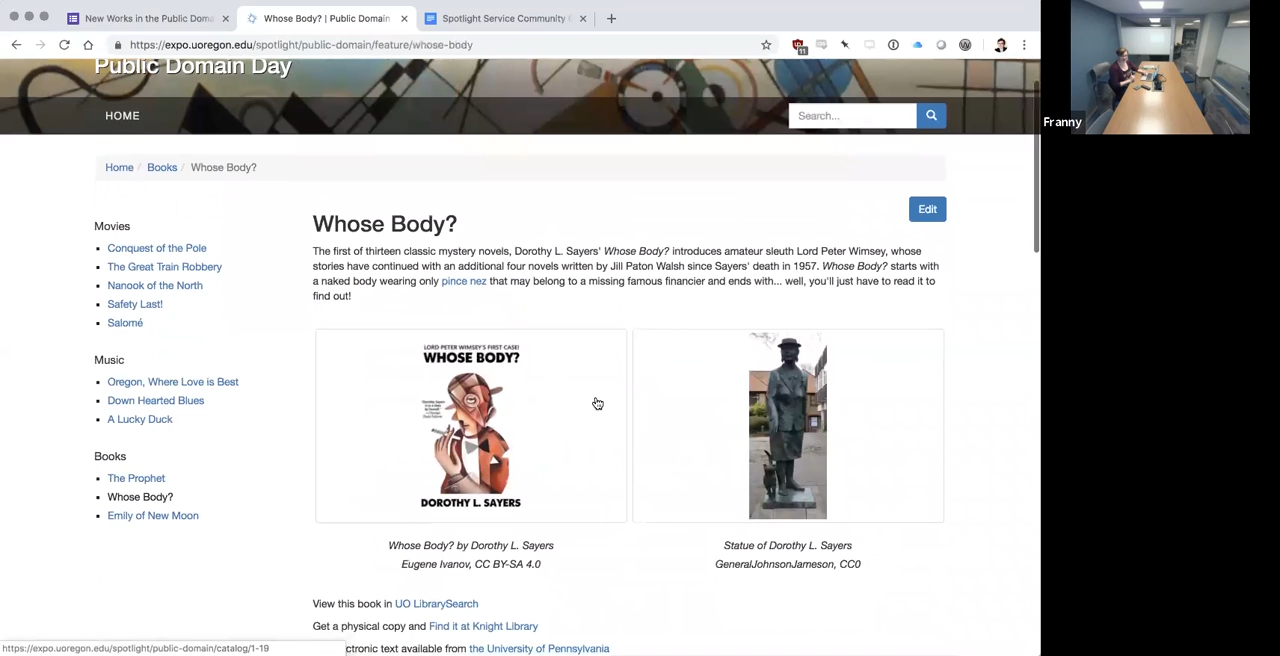 New Works in the Public Doma
Whose Body? | Public Domain
Spotlight Service Community
https://expo.uoregon.edu/spotlight/public-domain/feature/whose-body
11
Public Domain Day
HOME
Search...
Home / Books / Whose Body?
Edit
Movies
Conquest of the Pole
The Great Train Robbery
Nanook of the North
Safety Last!
Salomé
Music
Oregon, Where Love is Best
Down Hearted Blues
A Lucky Duck
Books
The Prophet
Whose Body?
Emily of New Moon
Whose Body?
The first of thirteen classic mystery novels, Dorothy L. Sayers' Whose Body? introduces amateur sleuth Lord Peter Wimsey, whose
stories have continued with an additional four novels written by Jill Paton Walsh since Sayers' death in 1957. Whose Body? starts with
a naked body wearing only pince nez that may belong to a missing famous financier and ends with... well, you'll just have to read it to
find out!
LORD PETER WIMSEY'S FIRST CASE!
WHOSE BODY?
DOROTHY L. SAYERS
Whose Body? by Dorothy L. Sayers
Eugene Ivanov, CC BY-SA 4.0
Statue of Dorothy L. Sayers
GeneralJohnsonJameson, CC0
View this book in UO LibrarySearch
Get a physical copy and Find it at Knight Library
ctronic text available from the University of Pennsylvania
https://expo.uoregon.edu/spotlight/public-domain/catalog/1-19
Franny